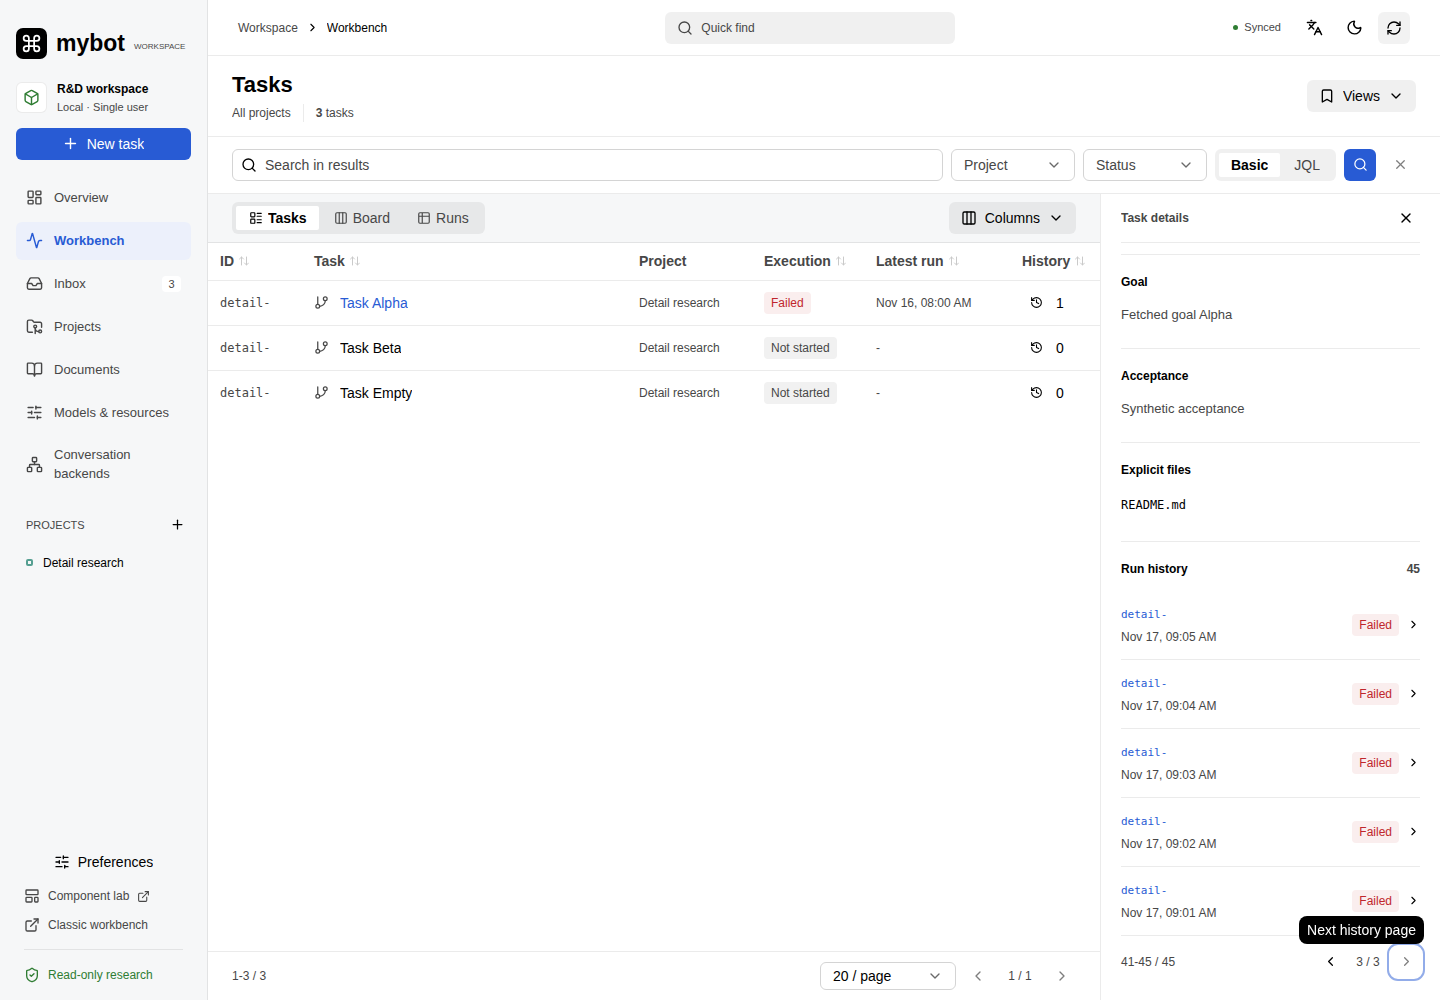 mybot WORKSPACE
R&D workspace
Local · Single user
New task
Overview
Workbench
Inbox 3
Projects
Documents
Models & resources
Conversation
backends
PROJECTS
Detail research
Preferences
Component lab
Classic workbench
Read-only research
Workspace Workbench
Quick find
Synced
Tasks
All projects 3 tasks
Views
Search in results
Project
Status
Basic JQL
Tasks Board Runs
Columns
ID Task Project Execution Latest run History
detail- Task Alpha Detail research Failed Nov 16, 08:00 AM 1
detail- Task Beta Detail research Not started - 0
detail- Task Empty Detail research Not started - 0
1-3 / 3
20 / page
1 / 1
Task details
Goal
Fetched goal Alpha
Acceptance
Synthetic acceptance
Explicit files
README.md
Run history 45
detail-
Nov 17, 09:05 AM Failed
detail-
Nov 17, 09:04 AM Failed
detail-
Nov 17, 09:03 AM Failed
detail-
Nov 17, 09:02 AM Failed
detail-
Nov 17, 09:01 AM Failed
Next history page
41-45 / 45 3 / 3